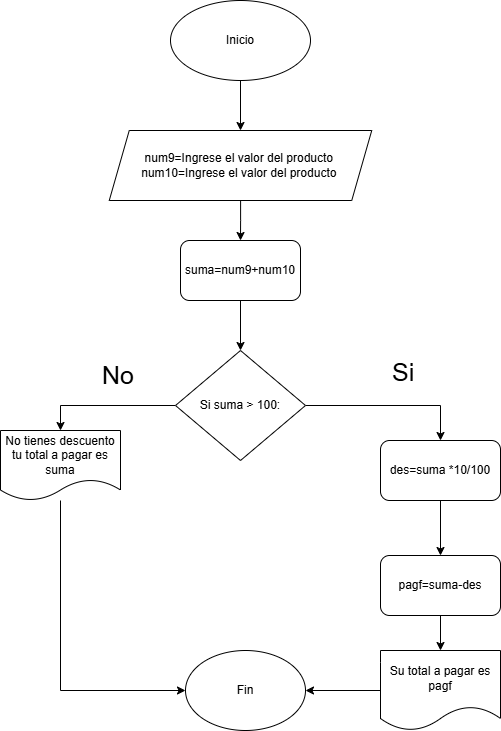 Inicio
num9=Ingrese el valor del producto
num10=Ingrese el valor del producto
suma=num9+num10
No
Si
Si suma > 100:
No tienes descuento
tu total a pagar es
suma
des=suma *10/100
pagf=suma-des
Su total a pagar es
pagf
Fin